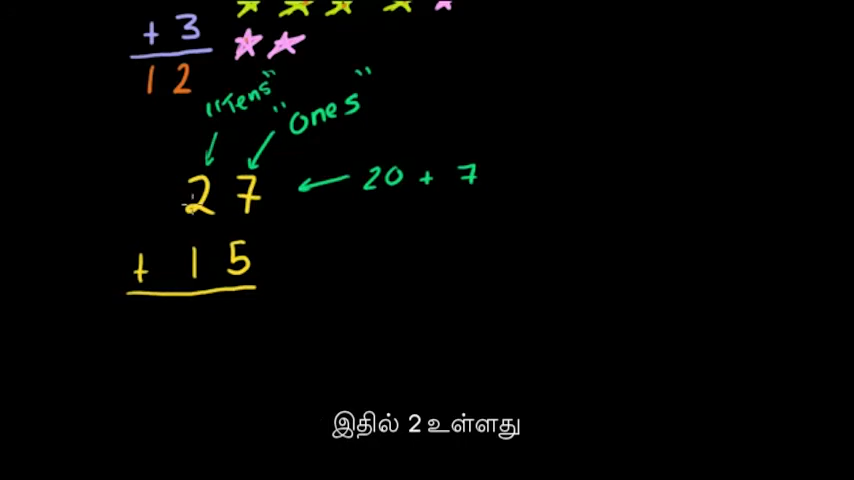 + 3
12
"Tens"
"ones"
27 ← 20 + 7
+ 15
இதில் 2 உள்ளது